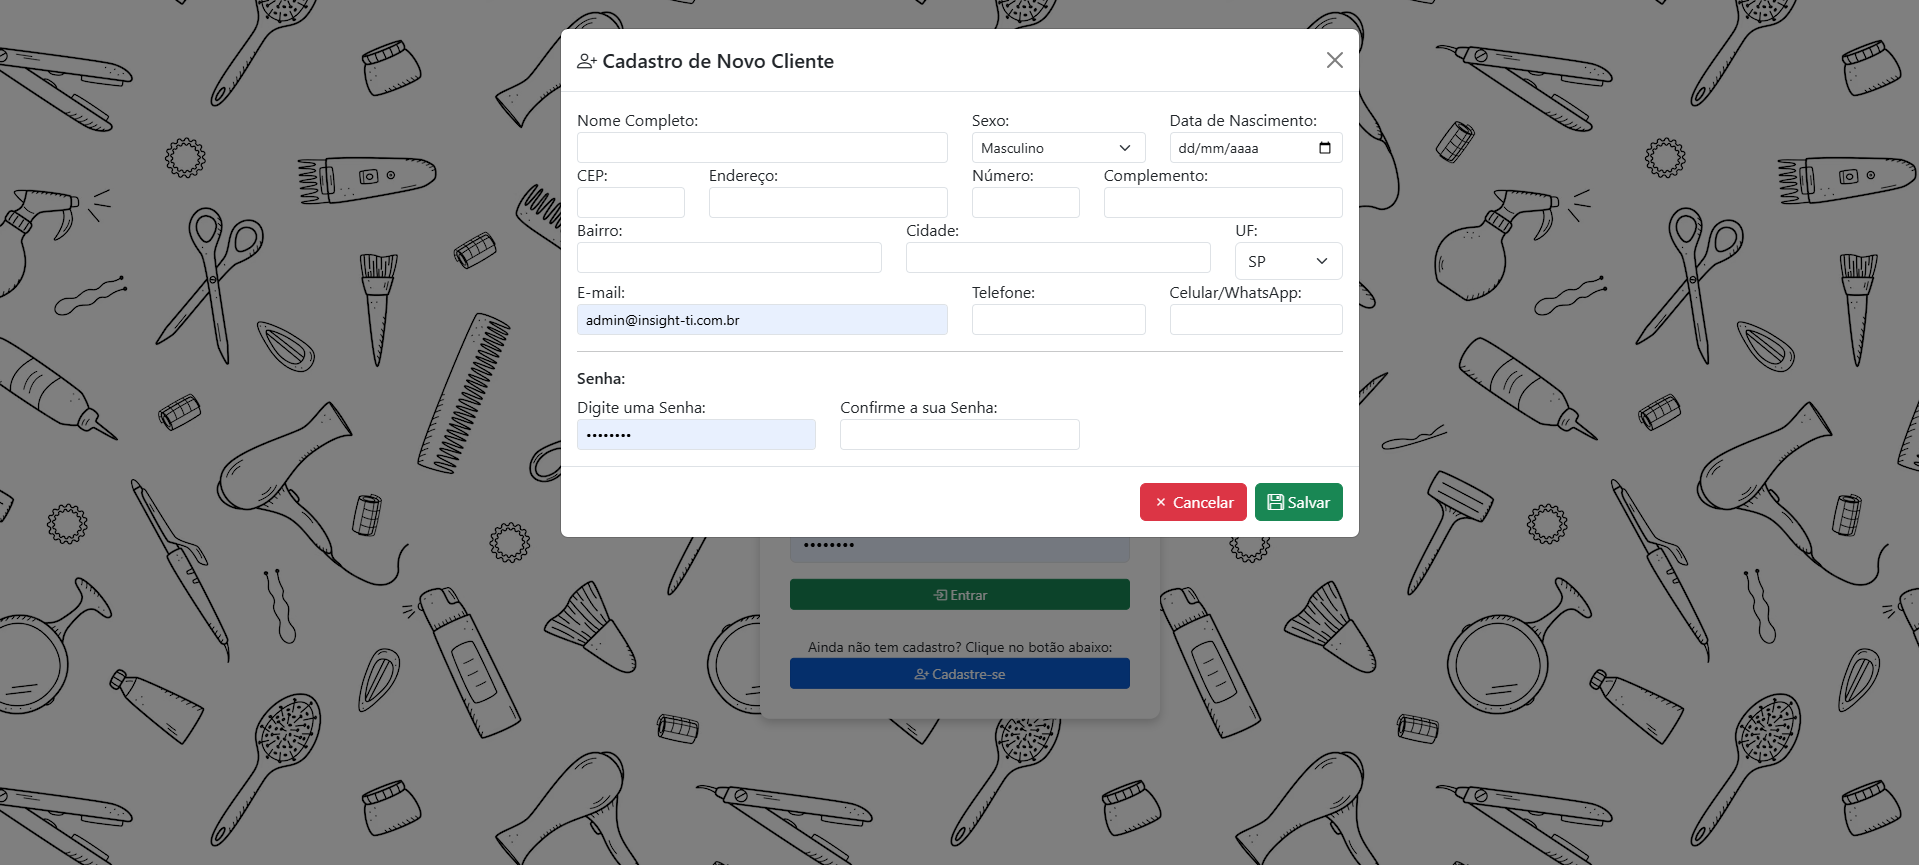 Cadastro de Novo Cliente
Nome Completo: Sexo: Data de Nascimento:
Masculino dd/mm/aaaa
CEP: Endereço: Número: Complemento:
Bairro: Cidade: UF:
SP
E-mail: Telefone: Celular/WhatsApp:
admin@insight-ti.com.br
Senha:
Digite uma Senha: Confirme a sua Senha:
••••••••
Cancelar Salvar
••••••••
Entrar
Ainda não tem cadastro? Clique no botão abaixo:
Cadastre-se